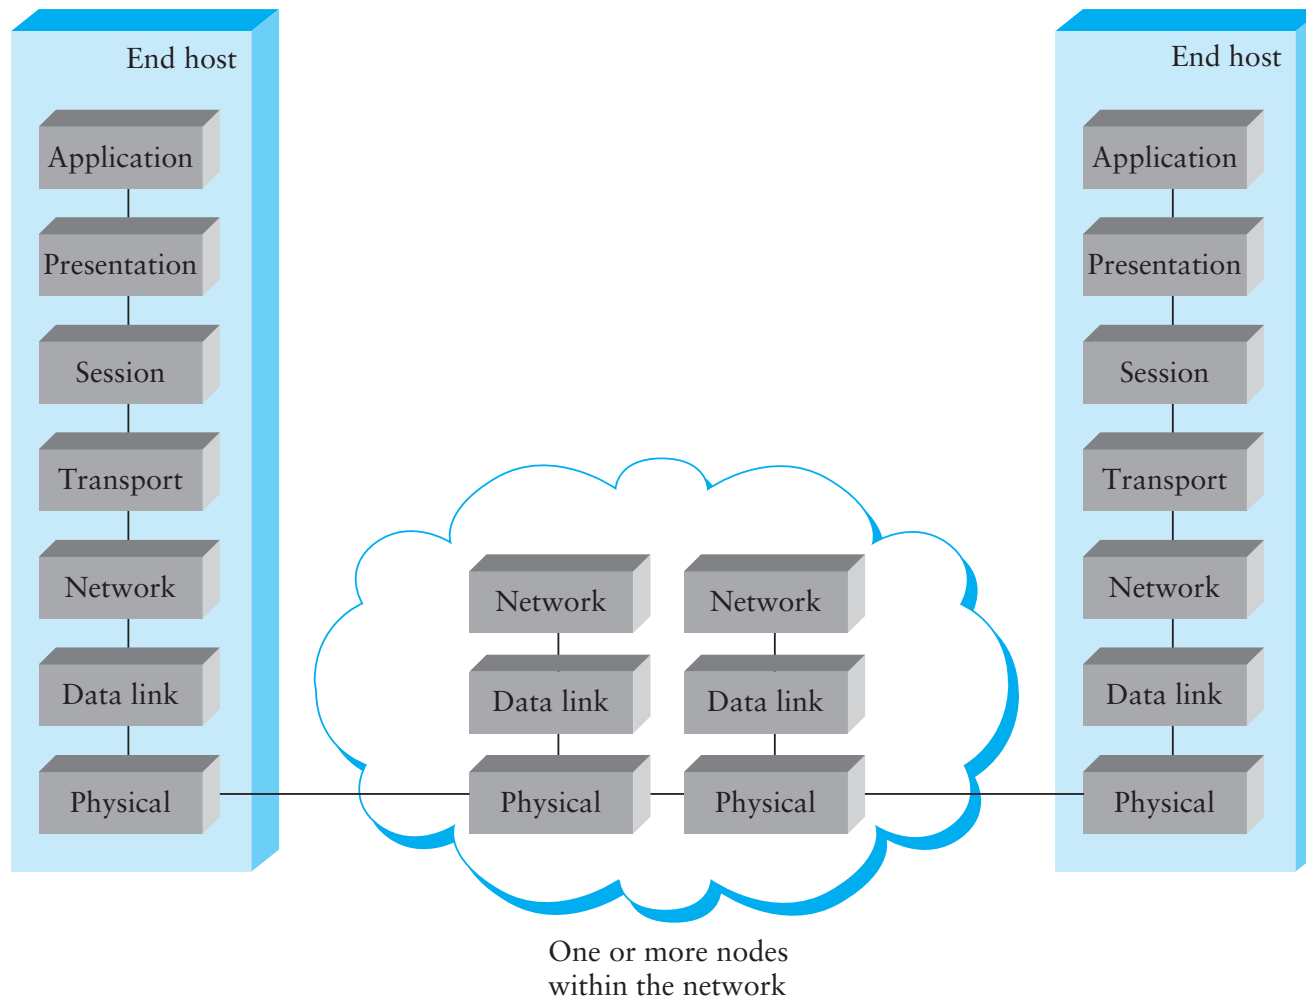 End host
Application
Presentation
Session
Transport
Network
Data link
Physical
Network
Data link
Physical
Network
Data link
Physical
End host
Application
Presentation
Session
Transport
Network
Data link
Physical
One or more nodes
within the network